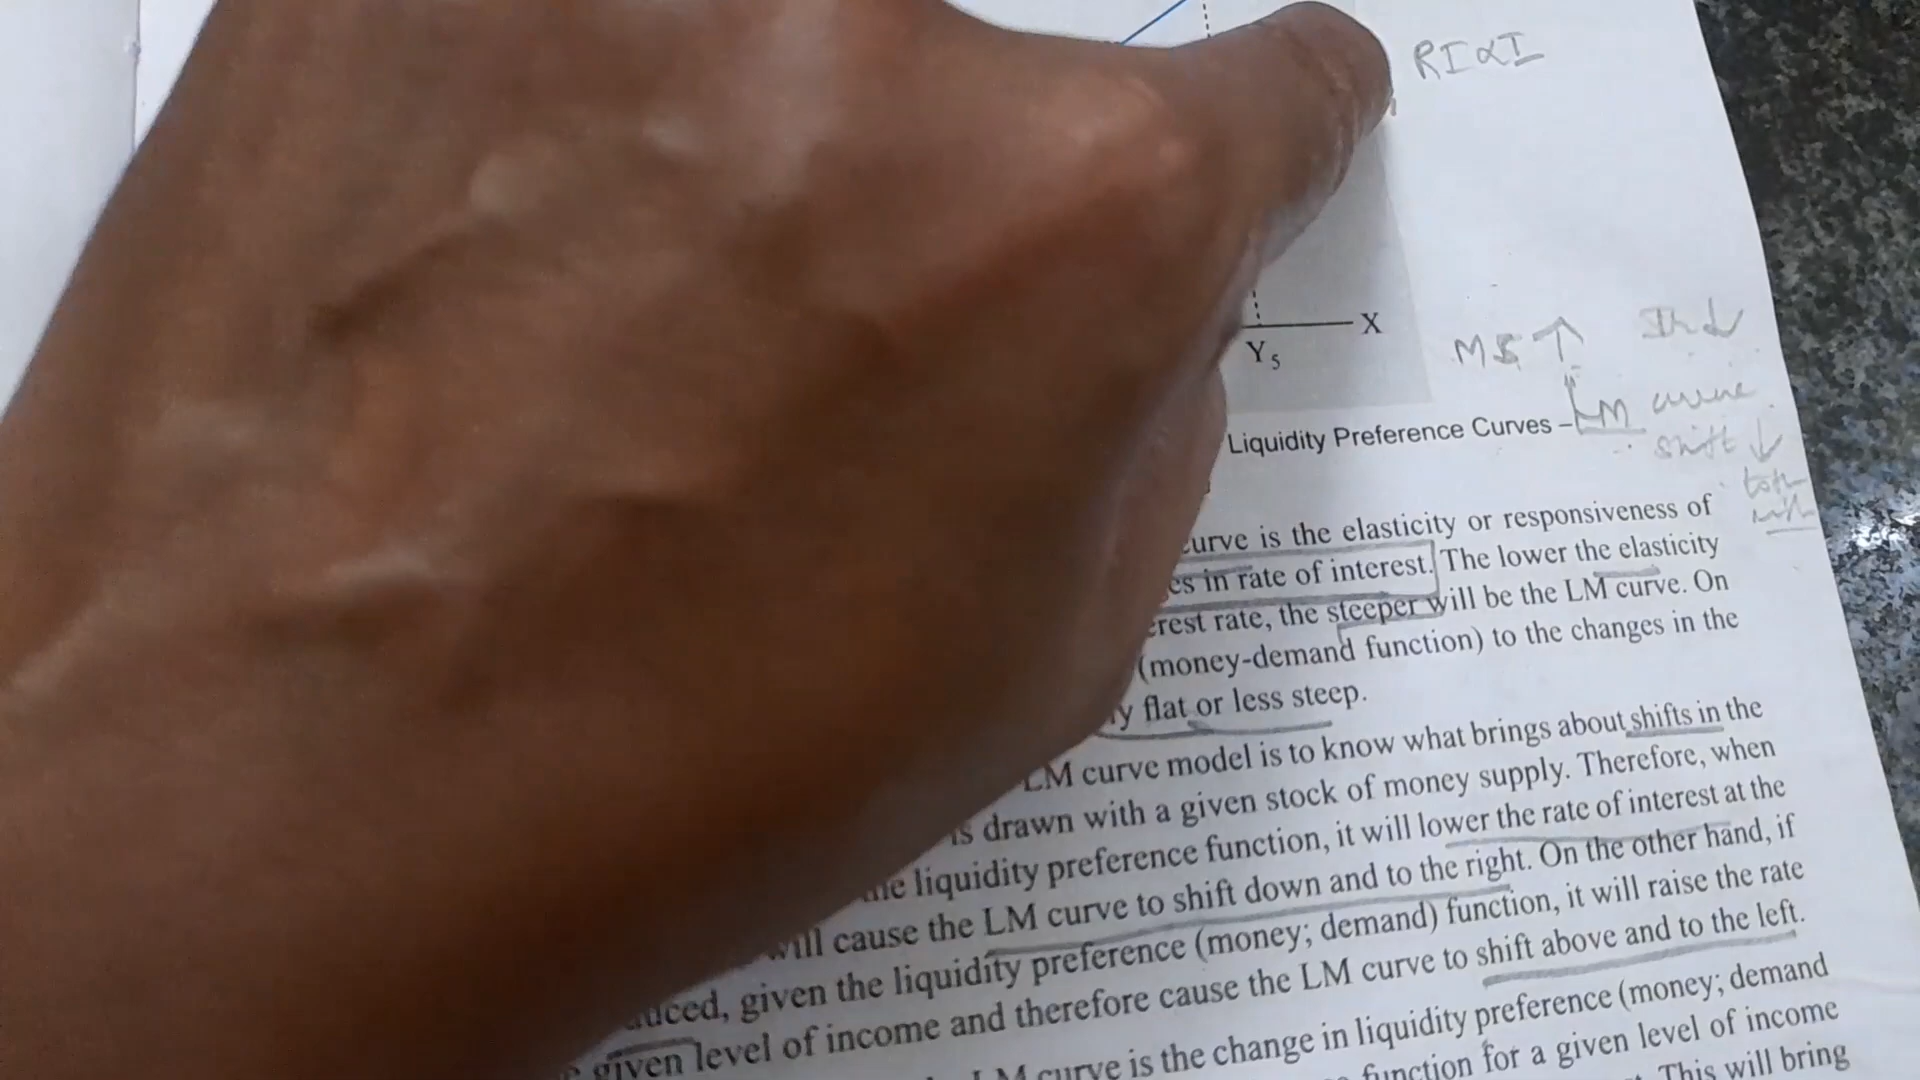 RI∝I
X
Y5
MS ↑ In ↓
LM curve
shift ↓
Liquidity Preference Curves –
curve is the elasticity or responsiveness of
in rate of interest. The lower the elasticity
rate, the steeper will be the LM curve. On
(money-demand function) to the changes in the
flat or less steep.
LM curve model is to know what brings about shifts in the
is drawn with a given stock of money supply. Therefore, when
liquidity preference function, it will lower the rate of interest at the
will cause the LM curve to shift down and to the right. On the other hand, if
given the liquidity preference (money; demand) function, it will raise the rate
given level of income and therefore cause the LM curve to shift above and to the left.
LM curve is the change in liquidity preference (money; demand
function for a given level of income
This will bring